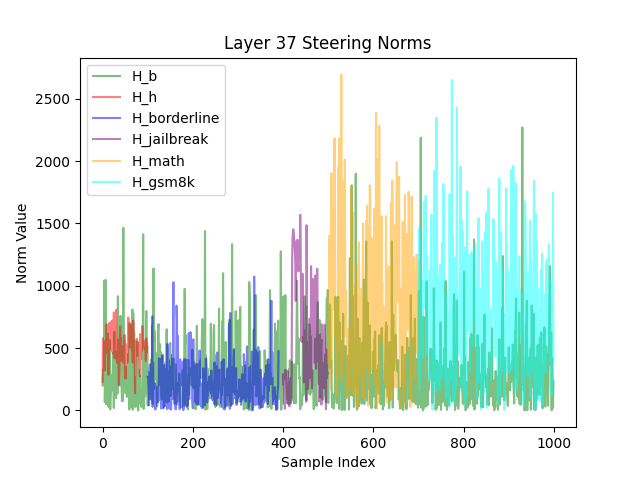 Layer 37 Steering Norms
H_b
H_h
H_borderline
H_jailbreak
H_math
H_gsm8k
Norm Value
2500
2000
1500
1000
500
0
0 200 400 600 800 1000
Sample Index